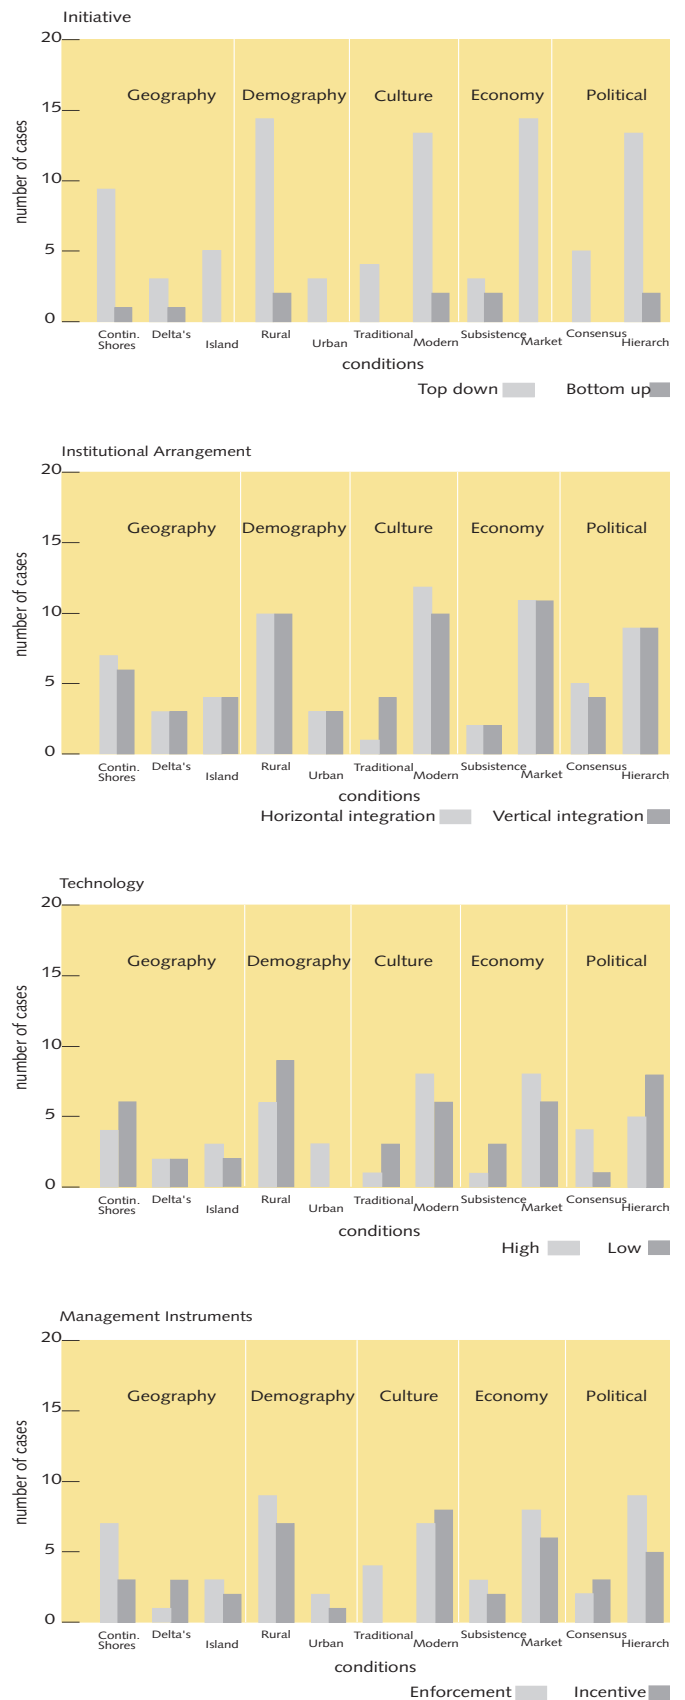 Initiative
20
Geography Demography Culture Economy Political
15
10
5
0
number of cases
Contin. Shores Delta's Island Rural Urban Traditional Modern Subsistence Market Consensus Hierarch
conditions
Top down Bottom up
Institutional Arrangement
20
Geography Demography Culture Economy Political
15
10
5
0
number of cases
Contin. Shores Delta's Island Rural Urban Traditional Modern Subsistence Market Consensus Hierarch
conditions
Horizontal integration Vertical integration
Technology
20
Geography Demography Culture Economy Political
15
10
5
0
number of cases
Contin. Shores Delta's Island Rural Urban Traditional Modern Subsistence Market Consensus Hierarch
conditions
High Low
Management Instruments
20
Geography Demography Culture Economy Political
15
10
5
0
number of cases
Contin. Shores Delta's Island Rural Urban Traditional Modern Subsistence Market Consensus Hierarch
conditions
Enforcement Incentive